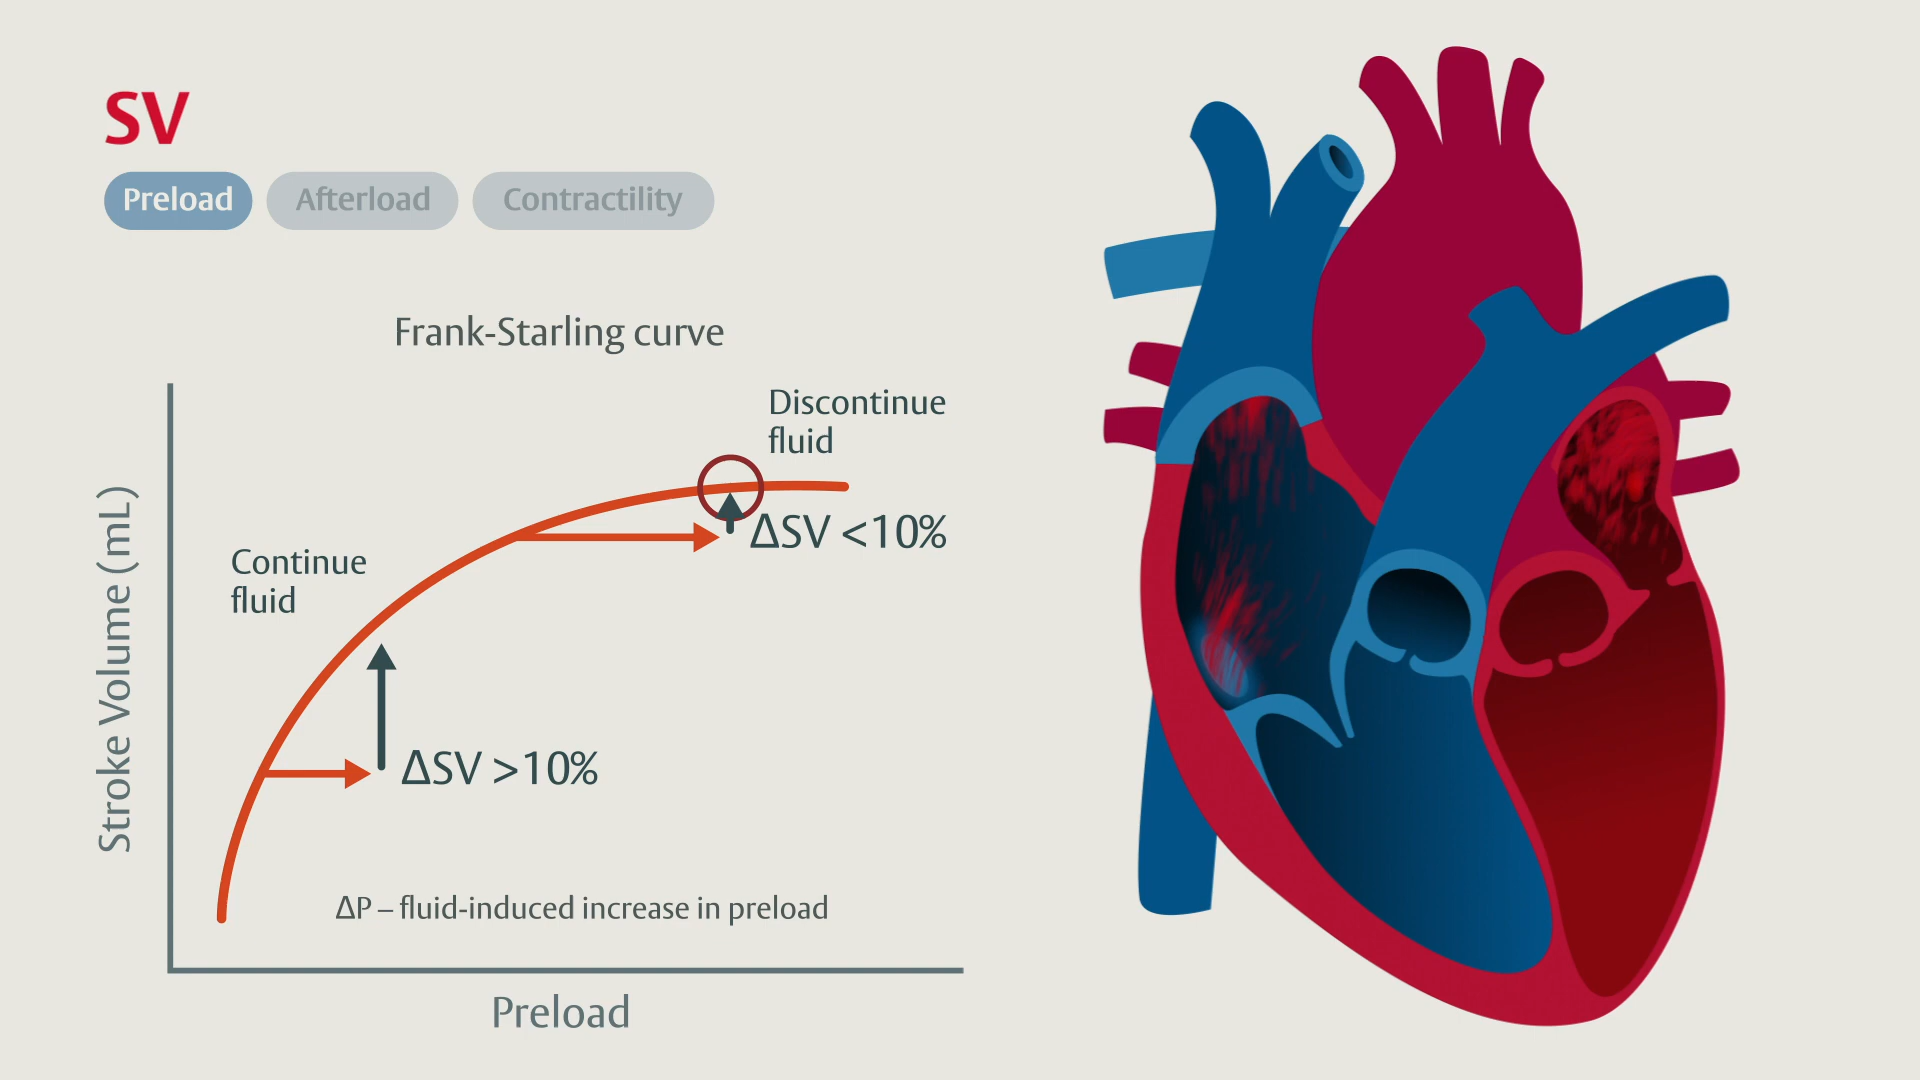 SV
Preload
Afterload
Contractility
Frank-Starling curve
Discontinue
fluid
ΔSV <10%
Continue
fluid
ΔSV >10%
Stroke Volume (mL)
ΔP – fluid-induced increase in preload
Preload